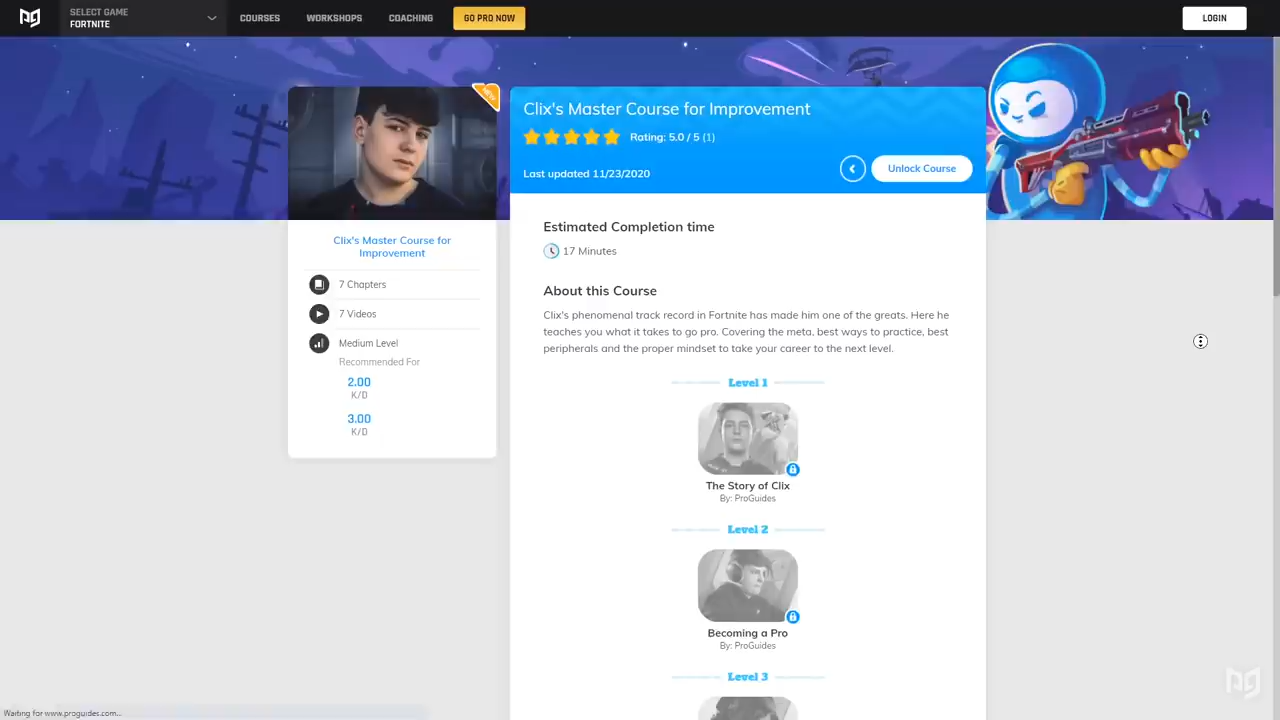 SELECT GAME
FORTNITE
COURSES
WORKSHOPS
COACHING
GO PRO NOW
LOGIN
NEW
Clix's Master Course for Improvement
Rating: 5.0 / 5 (1)
Last updated 11/23/2020
Unlock Course
Clix's Master Course for
Improvement
7 Chapters
7 Videos
Medium Level
Recommended For
2.00
K/D
3.00
K/D
Estimated Completion time
17 Minutes
About this Course
Clix's phenomenal track record in Fortnite has made him one of the greats. Here he
teaches you what it takes to go pro. Covering the meta, best ways to practice, best
peripherals and the proper mindset to take your career to the next level.
Level 1
The Story of Clix
By: ProGuides
Level 2
Becoming a Pro
By: ProGuides
Level 3
Waiting for www.proguides.com...